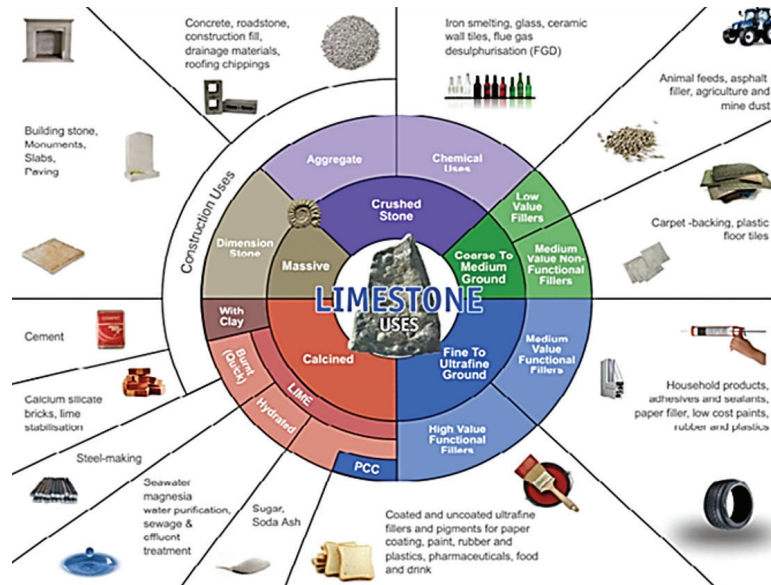 Concrete, roadstone,
construction fill,
drainage materials,
roofing chippings
Iron smelting, glass, ceramic
wall tiles, flue gas
desulphurisation (FGD)
Animal feeds, asphalt
filler, agriculture and
mine dust
Building stone,
Monuments,
Slabs,
Paving
Construction Uses
Aggregate
Chemical
Uses
Low
Value
Fillers
Crushed
Stone
Carpet -backing, plastic
floor tiles
Dimension
Stone
Massive
Coarse To
Medium
Ground
Medium
Value Non-
Functional
Fillers
LIMESTONE
USES
Cement
With
Clay
Calcined
Fine To
Ultrafine
Ground
Medium
Value
Functional
Fillers
Burnt
(Quick)
LIME
Hydrated
Household products,
adhesives and sealants,
paper filler, low cost paints,
rubber and plastics
Calcium silicate
bricks, lime
stabilisation
High Value
Functional
Fillers
PCC
Steel-making
Seawater
magnesia
water purification,
sewage &
effluent
treatment
Sugar,
Soda Ash
Coated and uncoated ultrafine
fillers and pigments for paper
coating, paint, rubber and
plastics, pharmaceuticals, food
and drink